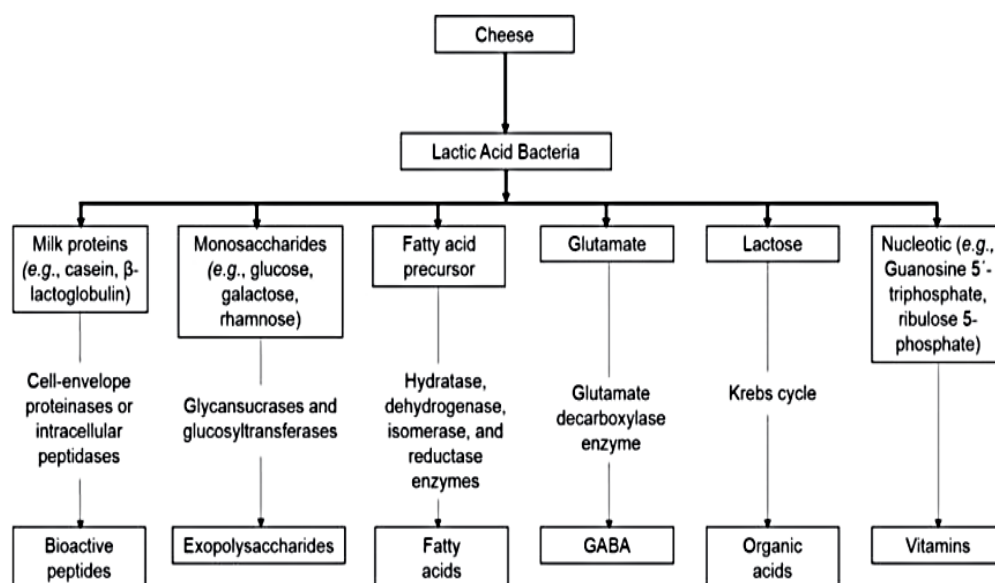 Cheese
Lactic Acid Bacteria
Milk proteins
(e.g., casein, β-
lactoglobulin)
Monosaccharides
(e.g., glucose,
galactose,
rhamnose)
Fatty acid
precursor
Glutamate
Lactose
Nucleotic (e.g.,
Guanosine 5´-
triphosphate,
ribulose 5-
phosphate)
Cell-envelope
proteinases or
intracellular
peptidases
Glycansucrases and
glucosyltransferases
Hydratase,
dehydrogenase,
isomerase, and
reductase
enzymes
Glutamate
decarboxylase
enzyme
Krebs cycle
Bioactive
peptides
Exopolysaccharides
Fatty
acids
GABA
Organic
acids
Vitamins